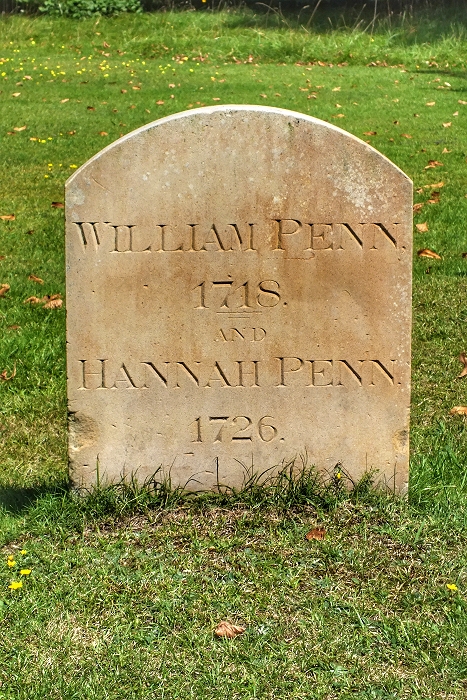 WILLIAM PENN.
1718.
AND
HANNAH PENN.
1726.